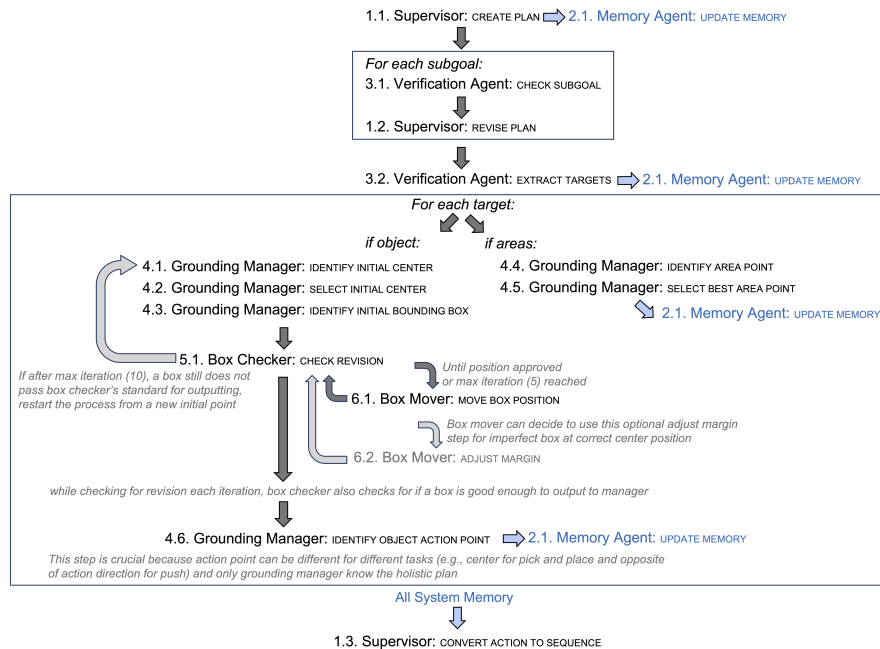 1.1. Supervisor: CREATE PLAN
2.1. Memory Agent: UPDATE MEMORY
For each subgoal:
3.1. Verification Agent: CHECK SUBGOAL
1.2. Supervisor: REVISE PLAN
3.2. Verification Agent: EXTRACT TARGETS
2.1. Memory Agent: UPDATE MEMORY
For each target:
if object:
if areas:
4.1. Grounding Manager: IDENTIFY INITIAL CENTER
4.2. Grounding Manager: SELECT INITIAL CENTER
4.3. Grounding Manager: IDENTIFY INITIAL BOUNDING BOX
4.4. Grounding Manager: IDENTIFY AREA POINT
4.5. Grounding Manager: SELECT BEST AREA POINT
2.1. Memory Agent: UPDATE MEMORY
5.1. Box Checker: CHECK REVISION
If after max iteration (10), a box still does not
pass box checker's standard for outputting,
restart the process from a new initial point
Until position approved
or max iteration (5) reached
6.1. Box Mover: MOVE BOX POSITION
Box mover can decide to use this optional adjust margin
step for imperfect box at correct center position
6.2. Box Mover: ADJUST MARGIN
while checking for revision each iteration, box checker also checks for if a box is good enough to output to manager
4.6. Grounding Manager: IDENTIFY OBJECT ACTION POINT
2.1. Memory Agent: UPDATE MEMORY
This step is crucial because action point can be different for different tasks (e.g., center for pick and place and opposite
of action direction for push) and only grounding manager know the holistic plan
All System Memory
1.3. Supervisor: CONVERT ACTION TO SEQUENCE